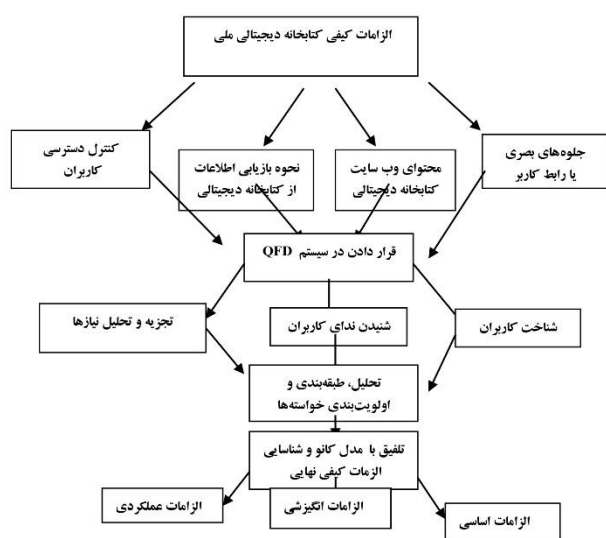 الزامات کیفی کتابخانه دیجیتالی ملی
جلوه‌های بصری
یا رابط کاربر
محتوای وب سایت
کتابخانه دیجیتالی
نحوه بازیابی اطلاعات
از کتابخانه دیجیتالی
کنترل دسترسی
کاربران
قرار دادن در سیستم QFD
شناخت کاربران
شنیدن ندای کاربران
تجزیه و تحلیل نیازها
تحلیل، طبقه‌بندی و
اولویت‌بندی خواسته‌ها
تلفیق با مدل کانو و شناسایی
الزمات کیفی نهایی
الزامات اساسی
الزامات انگیزشی
الزامات عملکردی